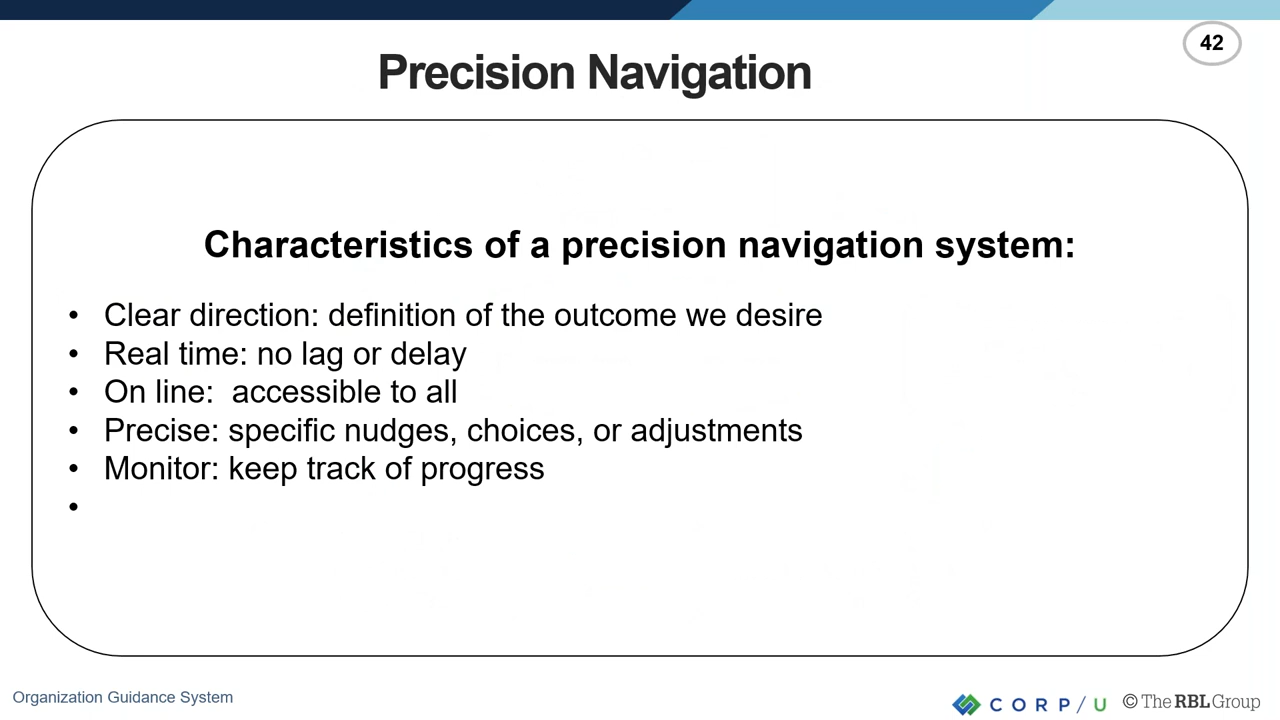 42
Precision Navigation
Characteristics of a precision navigation system:
• Clear direction: definition of the outcome we desire
• Real time: no lag or delay
• On line:  accessible to all
• Precise: specific nudges, choices, or adjustments
• Monitor: keep track of progress
•
Organization Guidance System
CORP/U © The RBL Group